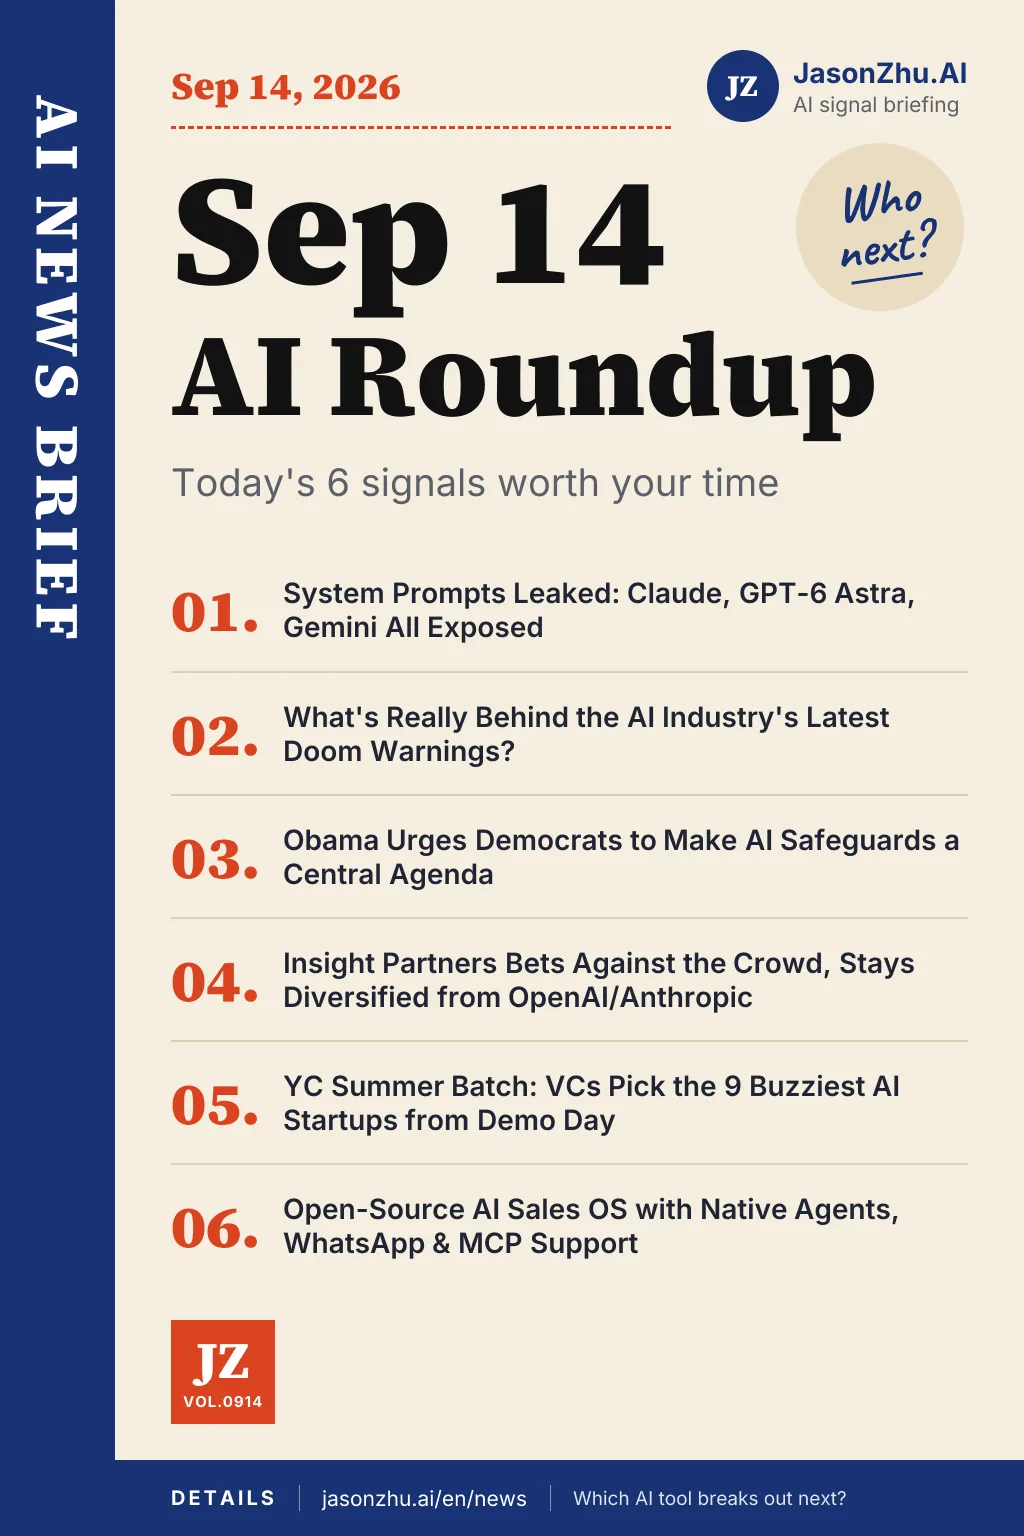 AI NEWS BRIEF
Sep 14, 2026
JZ
JasonZhu.AI
AI signal briefing
Sep 14
Who
next?
AI Roundup
Today's 6 signals worth your time
01.
System Prompts Leaked: Claude, GPT-6 Astra,
Gemini All Exposed
02.
What's Really Behind the AI Industry's Latest
Doom Warnings?
03.
Obama Urges Democrats to Make AI Safeguards a
Central Agenda
04.
Insight Partners Bets Against the Crowd, Stays
Diversified from OpenAI/Anthropic
05.
YC Summer Batch: VCs Pick the 9 Buzziest AI
Startups from Demo Day
06.
Open-Source AI Sales OS with Native Agents,
WhatsApp & MCP Support
JZ
VOL.0914
DETAILS
jasonzhu.ai/en/news
Which AI tool breaks out next?